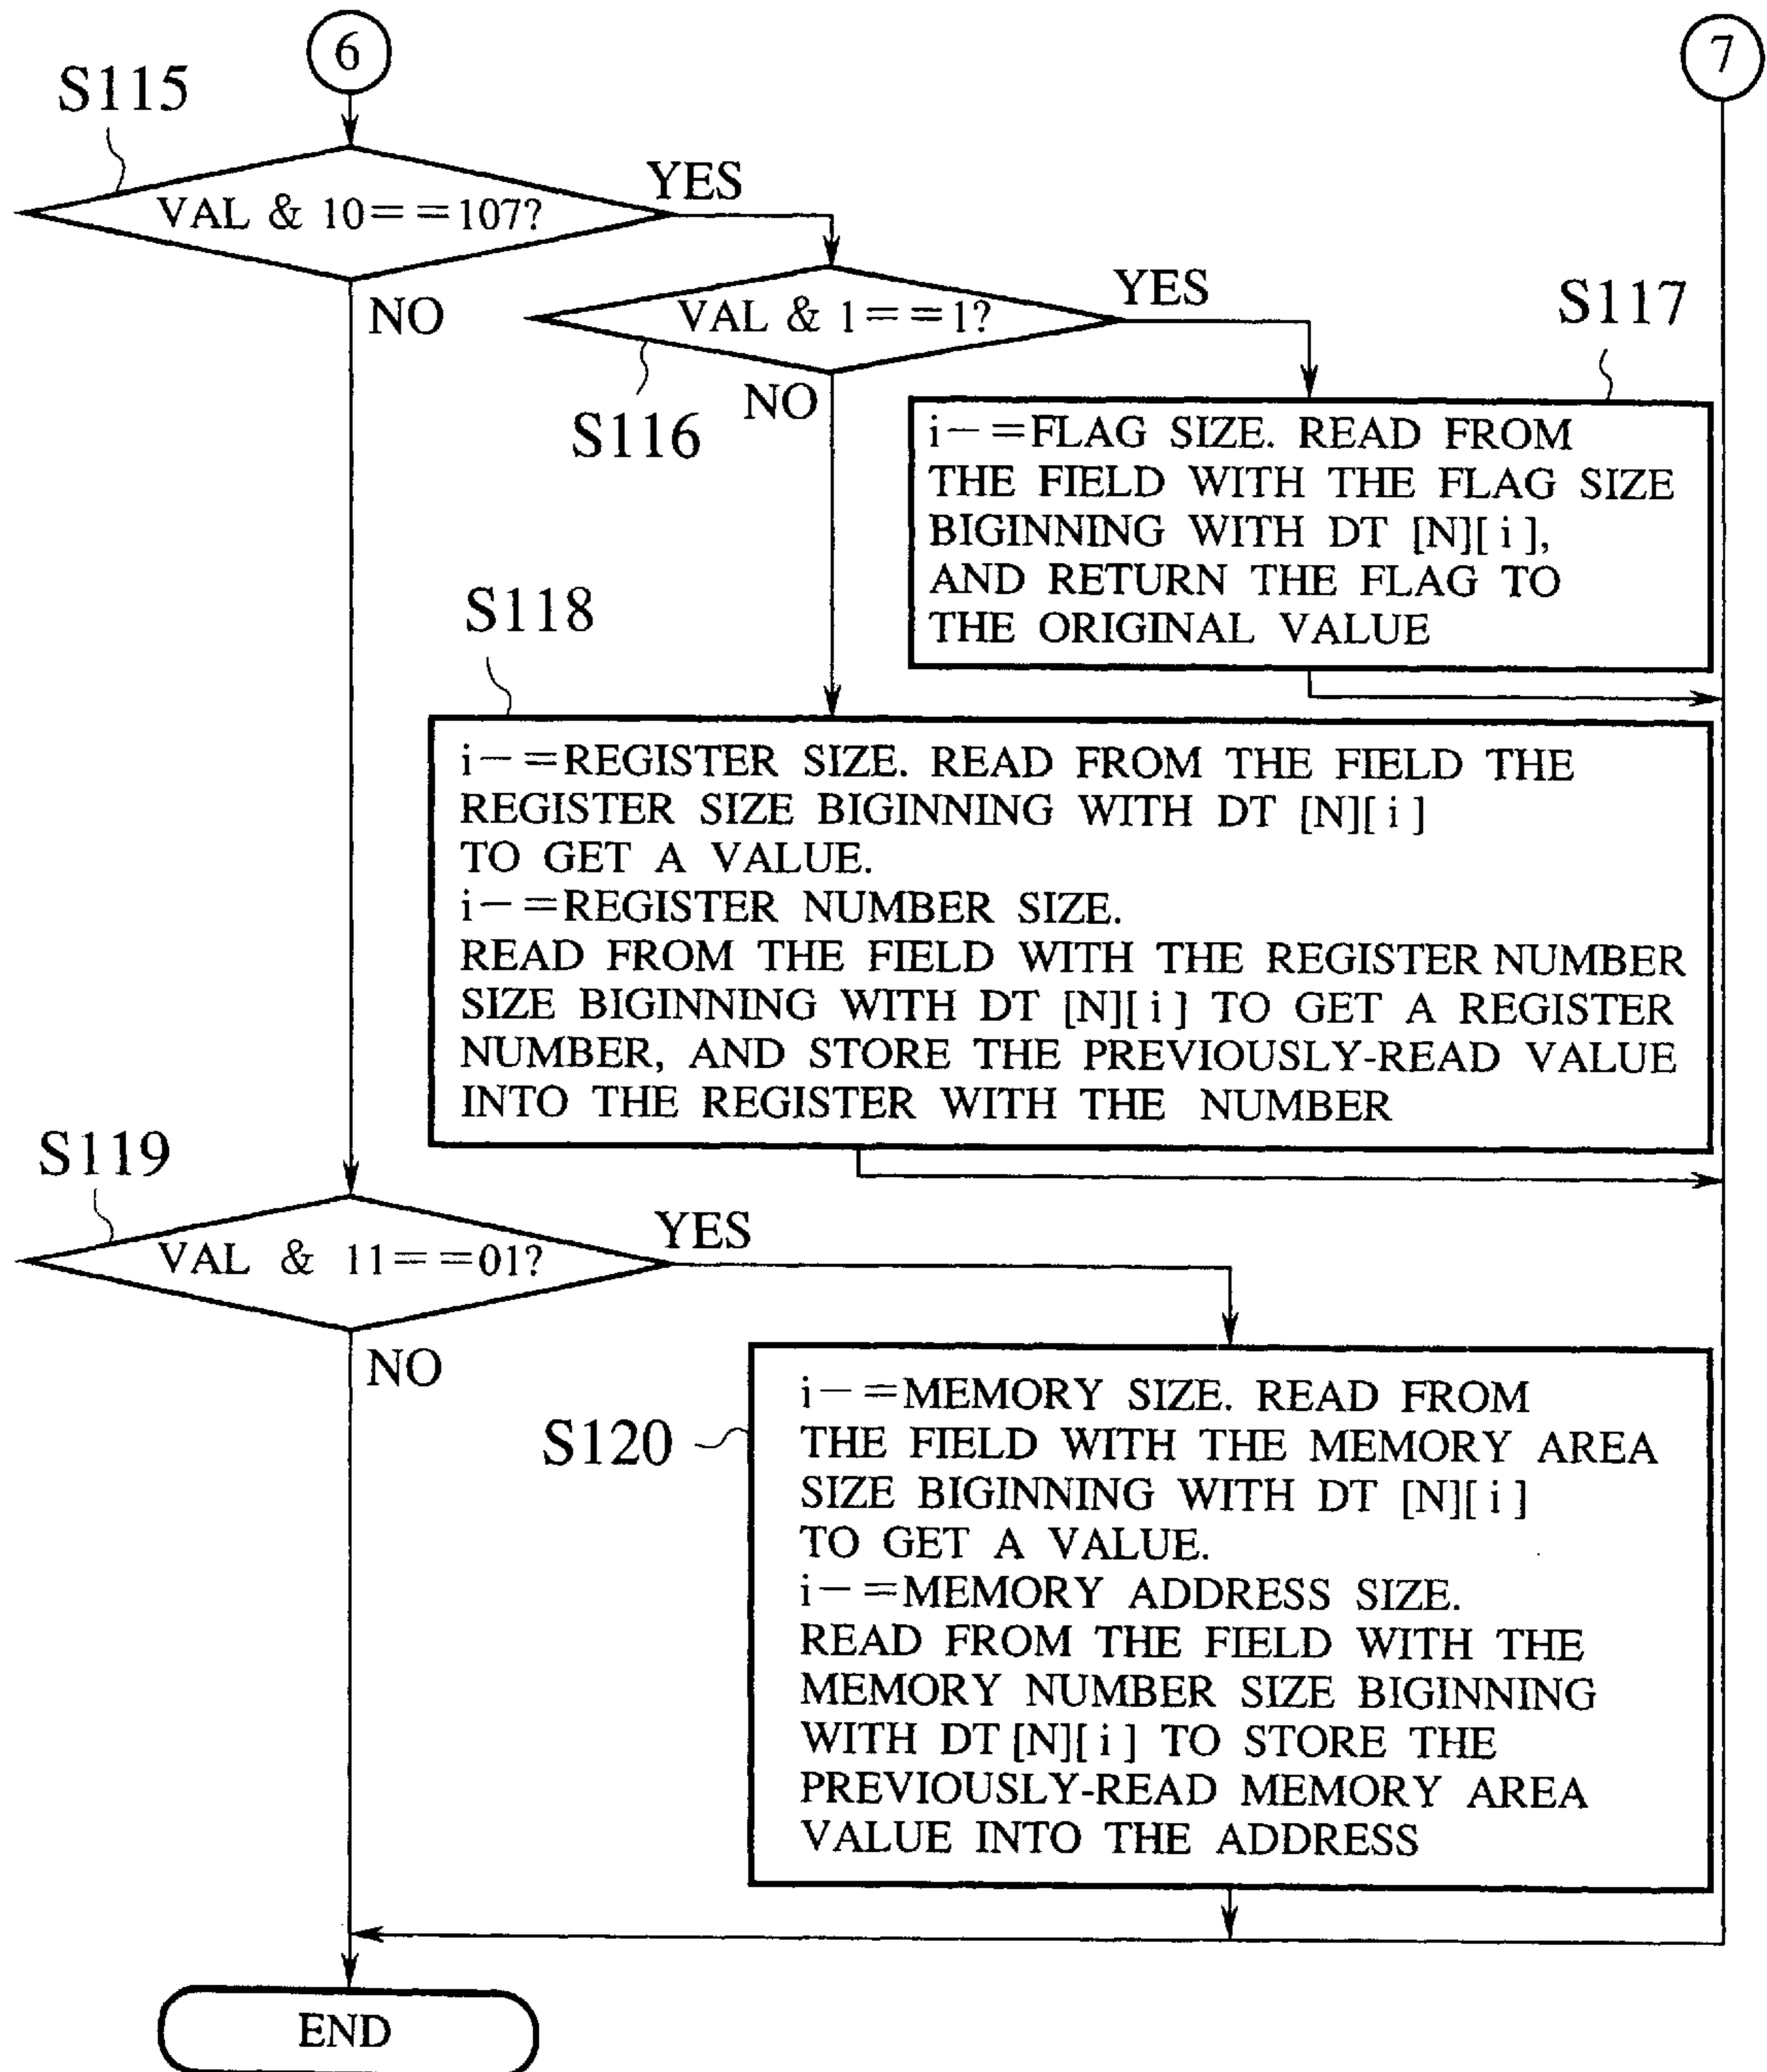 6
7
S115
VAL & 10==107?
YES
NO
VAL & 1==1?
YES
S116
NO
S117
i-=FLAG SIZE. READ FROM
THE FIELD WITH THE FLAG SIZE
BIGINNING WITH DT [N][i],
AND RETURN THE FLAG TO
THE ORIGINAL VALUE
S118
i-=REGISTER SIZE. READ FROM THE FIELD THE
REGISTER SIZE BIGINNING WITH DT [N][i]
TO GET A VALUE.
i-=REGISTER NUMBER SIZE.
READ FROM THE FIELD WITH THE REGISTER NUMBER
SIZE BIGINNING WITH DT [N][i] TO GET A REGISTER
NUMBER, AND STORE THE PREVIOUSLY-READ VALUE
INTO THE REGISTER WITH THE NUMBER
S119
VAL & 11==01?
YES
NO
S120
i-=MEMORY SIZE. READ FROM
THE FIELD WITH THE MEMORY AREA
SIZE BIGINNING WITH DT [N][i]
TO GET A VALUE.
i-=MEMORY ADDRESS SIZE.
READ FROM THE FIELD WITH THE
MEMORY NUMBER SIZE BIGINNING
WITH DT[N][i] TO STORE THE
PREVIOUSLY-READ MEMORY AREA
VALUE INTO THE ADDRESS
END